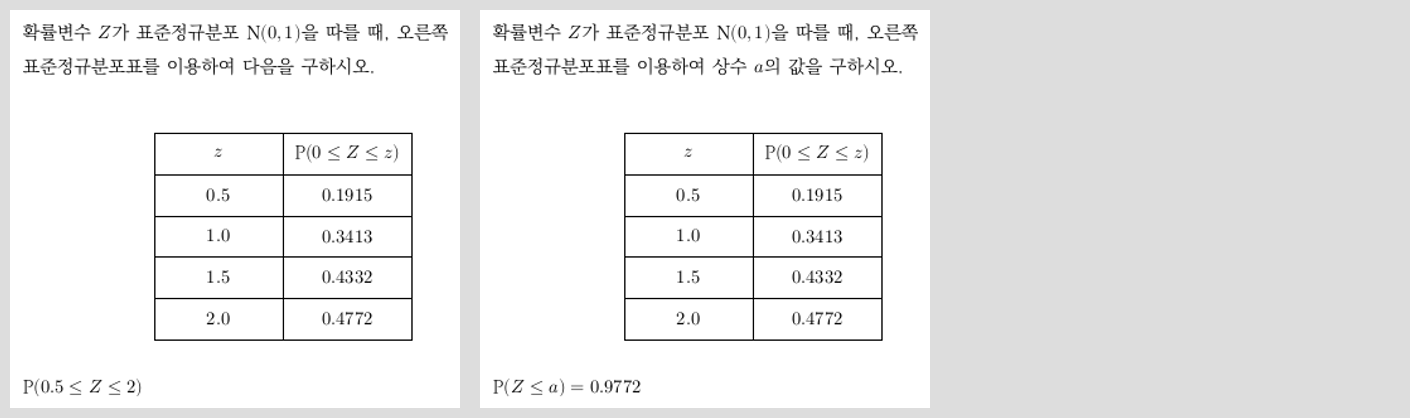 확률변수 Z가 표준정규분포 N(0, 1)을 따를 때, 오른쪽
표준정규분포표를 이용하여 다음을 구하시오.
z P(0 ≤ Z ≤ z)
0.5 0.1915
1.0 0.3413
1.5 0.4332
2.0 0.4772
P(0.5 ≤ Z ≤ 2)
확률변수 Z가 표준정규분포 N(0, 1)을 따를 때, 오른쪽
표준정규분포표를 이용하여 상수 a의 값을 구하시오.
z P(0 ≤ Z ≤ z)
0.5 0.1915
1.0 0.3413
1.5 0.4332
2.0 0.4772
P(Z ≤ a) = 0.9772